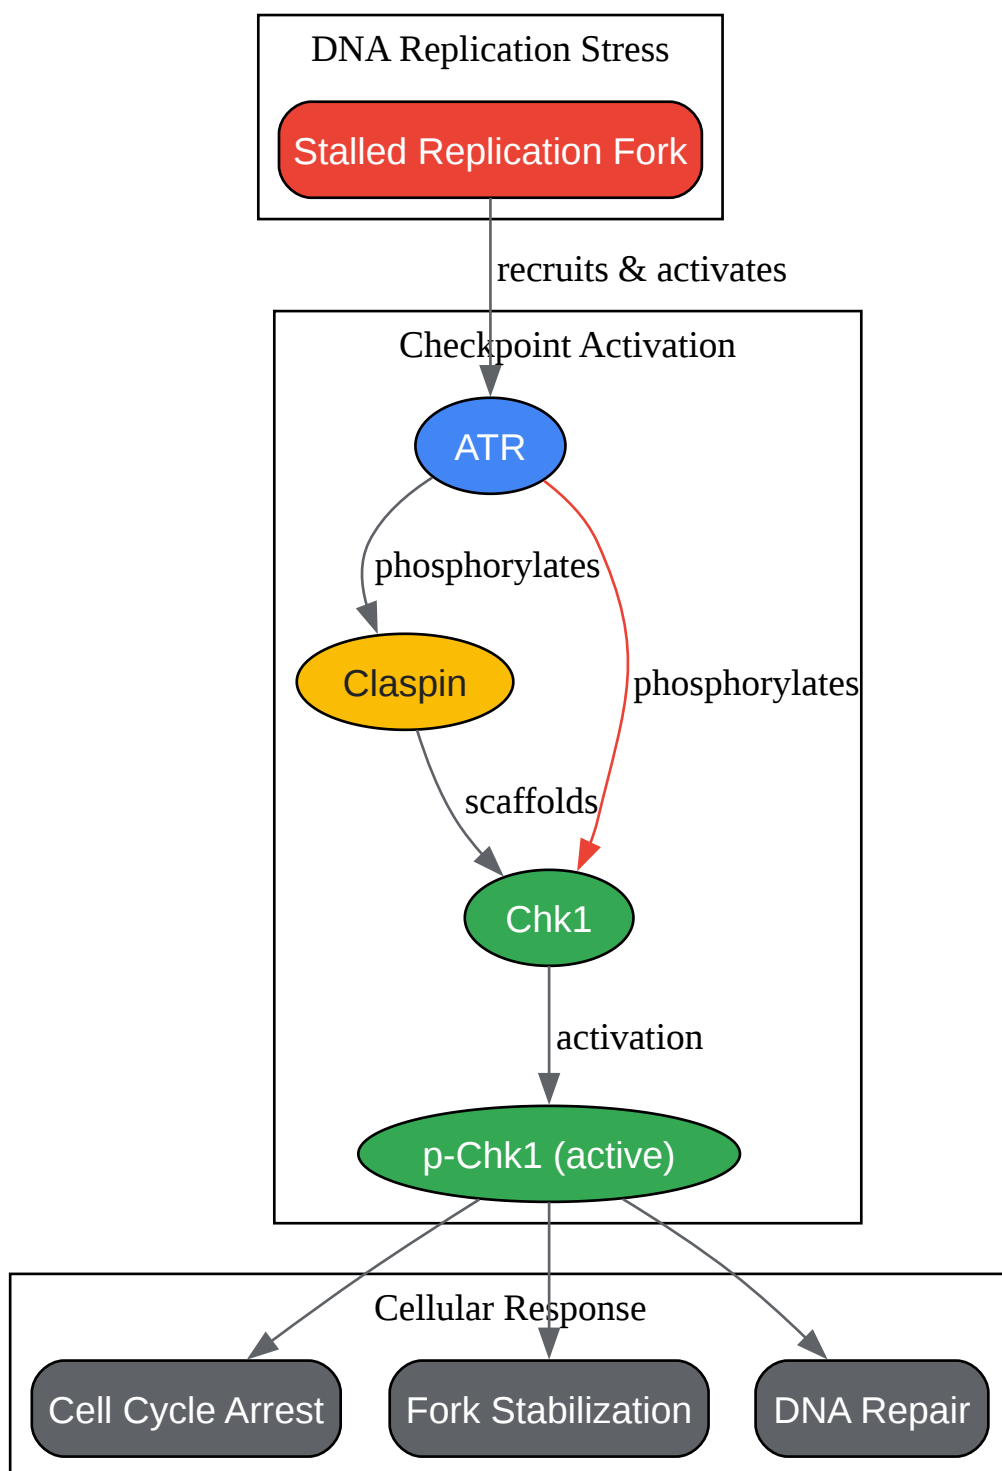 DNA Replication Stress
Stalled Replication Fork
recruits & activates
Checkpoint Activation
ATR
phosphorylates
Claspin
phosphorylates
scaffolds
Chk1
activation
p-Chk1 (active)
Cellular Response
Cell Cycle Arrest
Fork Stabilization
DNA Repair